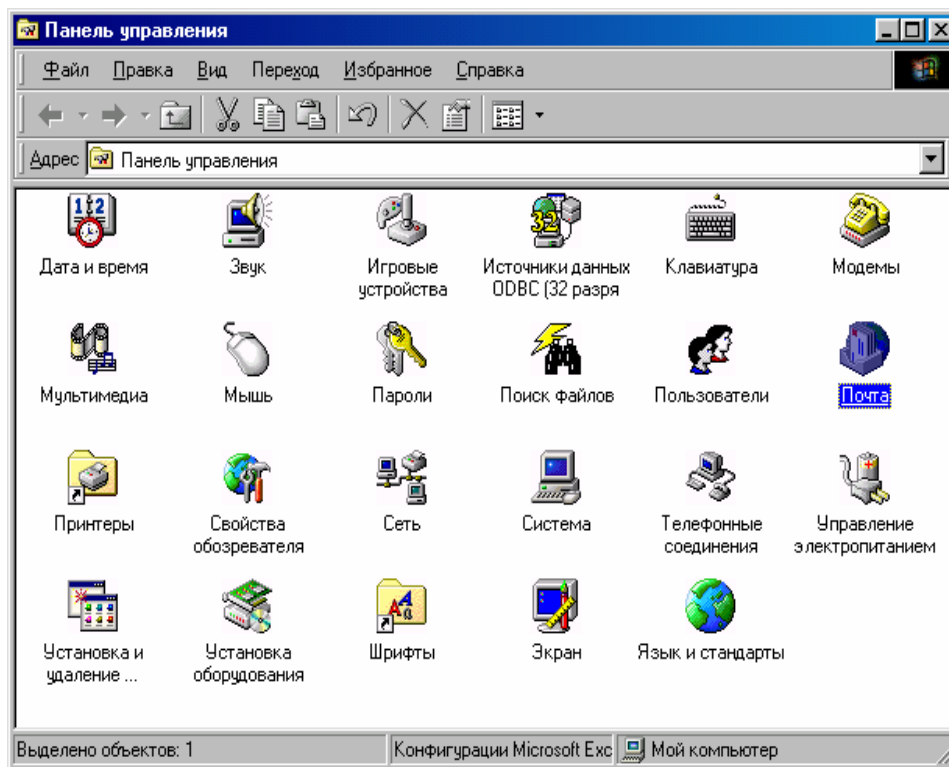 Панель управления
Файл Правка Вид Переход Избранное Справка
Адрес Панель управления
Дата и время
Звук
Игровые
устройства
Источники данных
ODBC (32 разря
Клавиатура
Модемы
Мультимедиа
Мышь
Пароли
Поиск файлов
Пользователи
Почта
Принтеры
Свойства
обозревателя
Сеть
Система
Телефонные
соединения
Управление
электропитанием
Установка и
удаление ...
Установка
оборудования
Шрифты
Экран
Язык и стандарты
Выделено объектов: 1 Конфигурации Microsoft Exc Мой компьютер